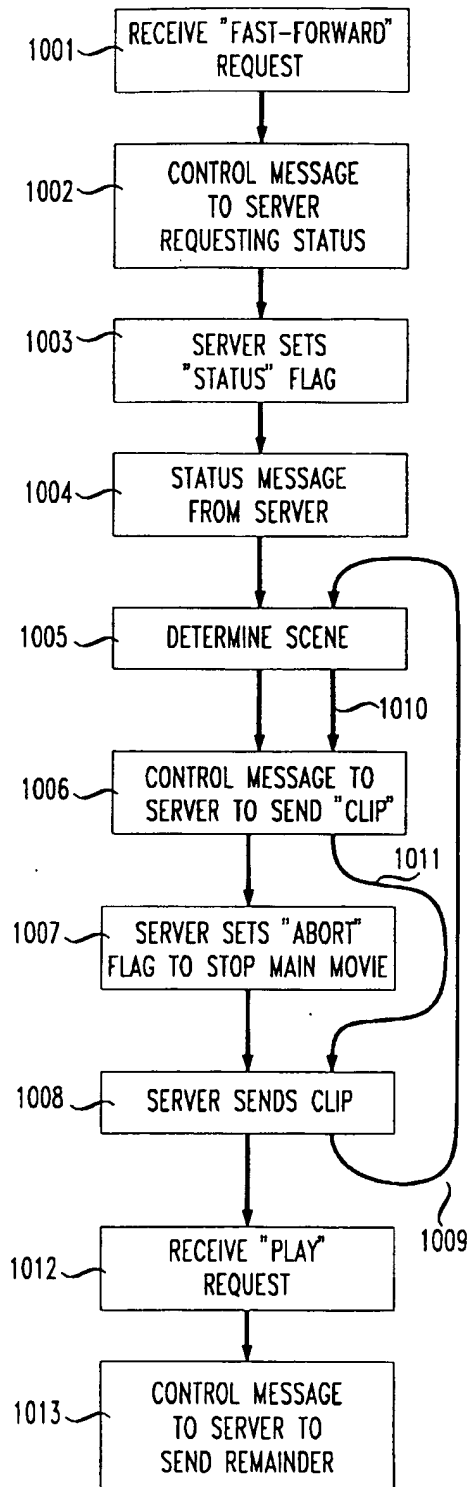 1001
RECEIVE "FAST-FORWARD"
REQUEST
1002
CONTROL MESSAGE
TO SERVER
REQUESTING STATUS
1003
SERVER SETS
"STATUS" FLAG
1004
STATUS MESSAGE
FROM SERVER
1005
DETERMINE SCENE
1010
1006
CONTROL MESSAGE TO
SERVER TO SEND "CLIP"
1011
1007
SERVER SETS "ABORT"
FLAG TO STOP MAIN MOVIE
1008
SERVER SENDS CLIP
1009
1012
RECEIVE "PLAY"
REQUEST
1013
CONTROL MESSAGE
TO SERVER TO
SEND REMAINDER